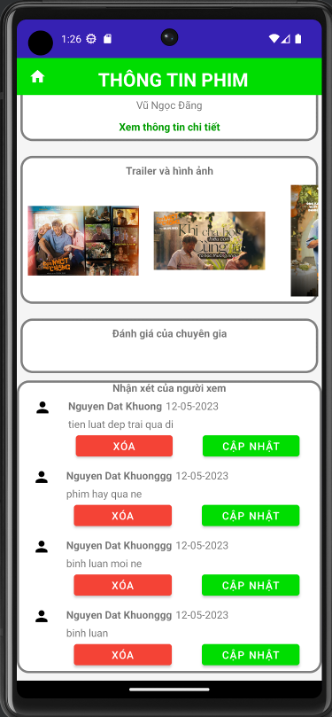 1:26
THÔNG TIN PHIM
Vũ Ngọc Đãng
Xem thông tin chi tiết
Trailer và hình ảnh
Đánh giá của chuyên gia
Nhận xét của người xem
Nguyen Dat Khuong 12-05-2023
tien luat dep trai qua di
XÓA CẬP NHẬT
Nguyen Dat Khuonggg 12-05-2023
phim hay qua ne
XÓA CẬP NHẬT
Nguyen Dat Khuonggg 12-05-2023
binh luan moi ne
XÓA CẬP NHẬT
Nguyen Dat Khuonggg 12-05-2023
binh luan
XÓA CẬP NHẬT